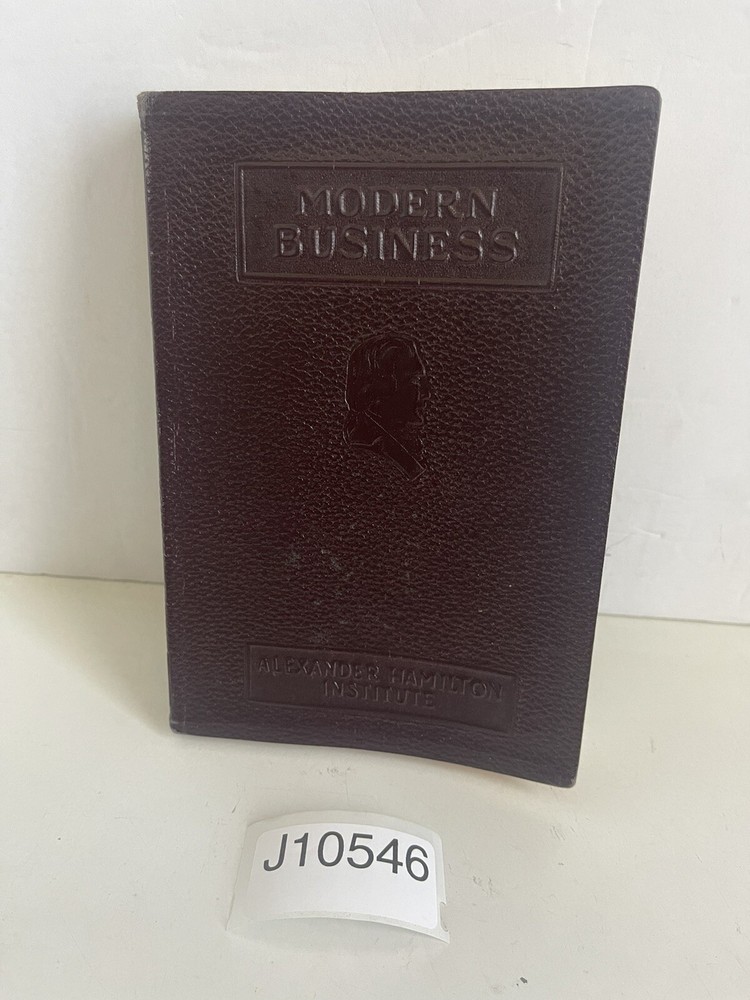 MODERN
BUSINESS
ALEXANDER HAMILTON
INSTITUTE
J10546